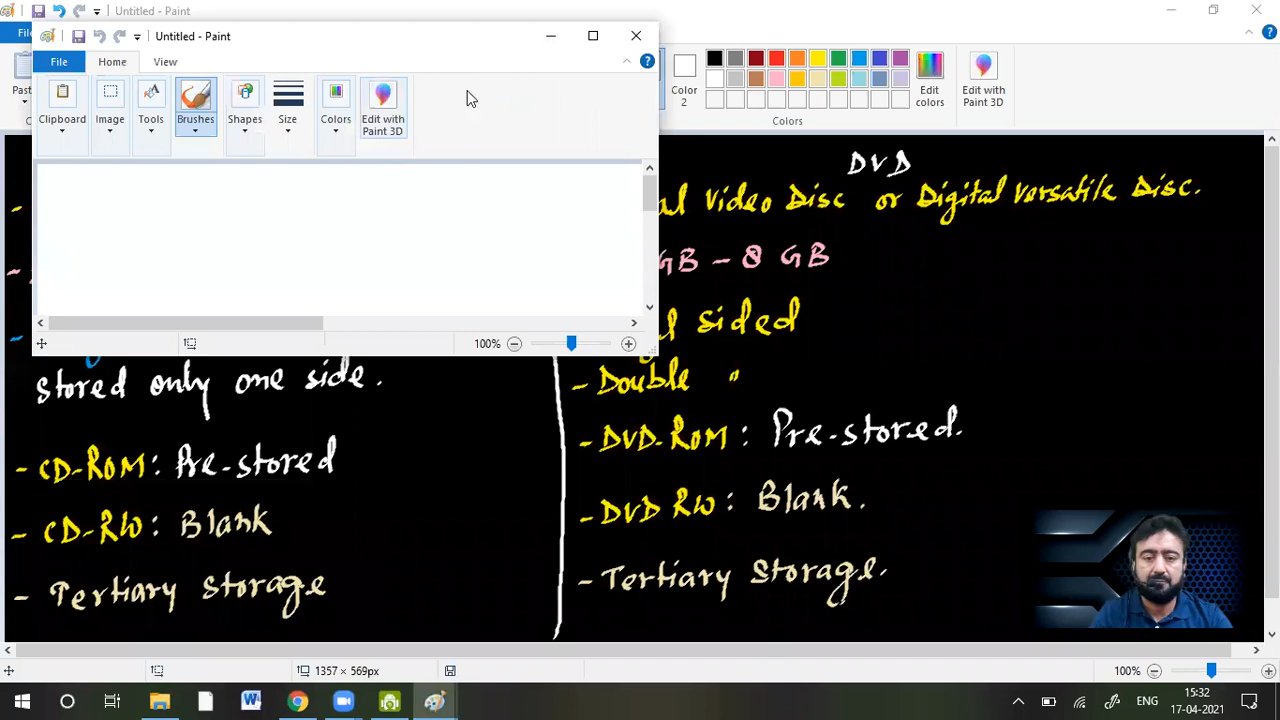 Untitled - Paint
Untitled - Paint
File
Home
View
Clipboard
Image
Tools
Brushes
Shapes
Size
Colors
Edit with
Paint 3D
100%
Color
2
Edit
colors
Edit with
Paint 3D
Colors
DVD
Video Disc or Digital Versatile Disc.
GB - 8 GB
Sided
stored only one side.
- Double "
- CD-ROM: Pre-stored
- DVD-ROM: Pre-stored.
- CD-RW: Blank
- DVD RW: Blank.
- Tertiary Storage
- Tertiary Storage.
1357 × 569px
100%
ENG
15:32
17-04-2021